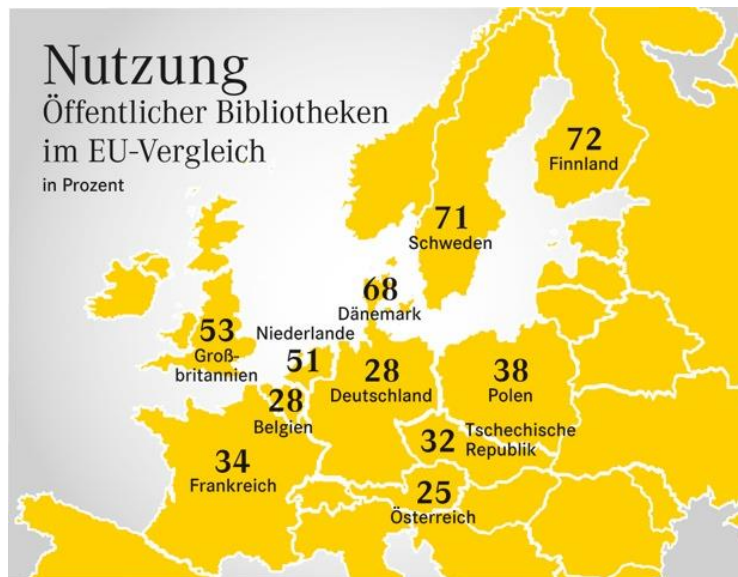 Nutzung
Öffentlicher Bibliotheken
im EU-Vergleich
in Prozent
72
Finnland
71
Schweden
68
Dänemark
53
Groß-
britannien
Niederlande
51
28
Belgien
28
Deutschland
38
Polen
32
Tschechische
Republik
34
Frankreich
25
Österreich